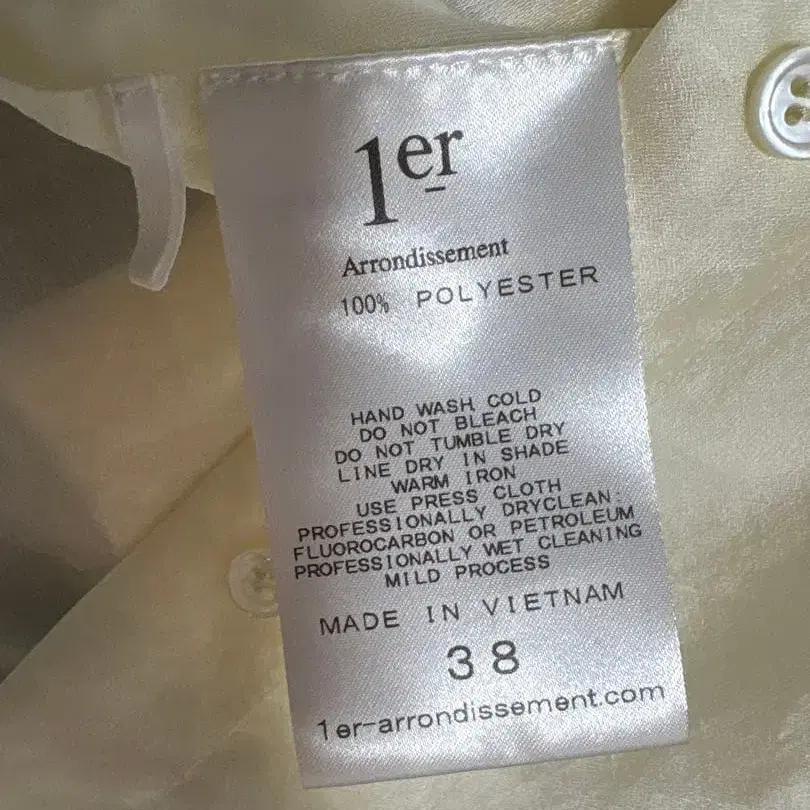 1er
Arrondissement
100% POLYESTER
HAND WASH COLD
DO NOT BLEACH
DO NOT TUMBLE DRY
LINE DRY IN SHADE
WARM IRON
USE PRESS CLOTH
PROFESSIONALLY DRYCLEAN:
FLUOROCARBON OR PETROLEUM
PROFESSIONALLY WET CLEANING
MILD PROCESS
MADE IN VIETNAM
38
1er-arrondissement.com